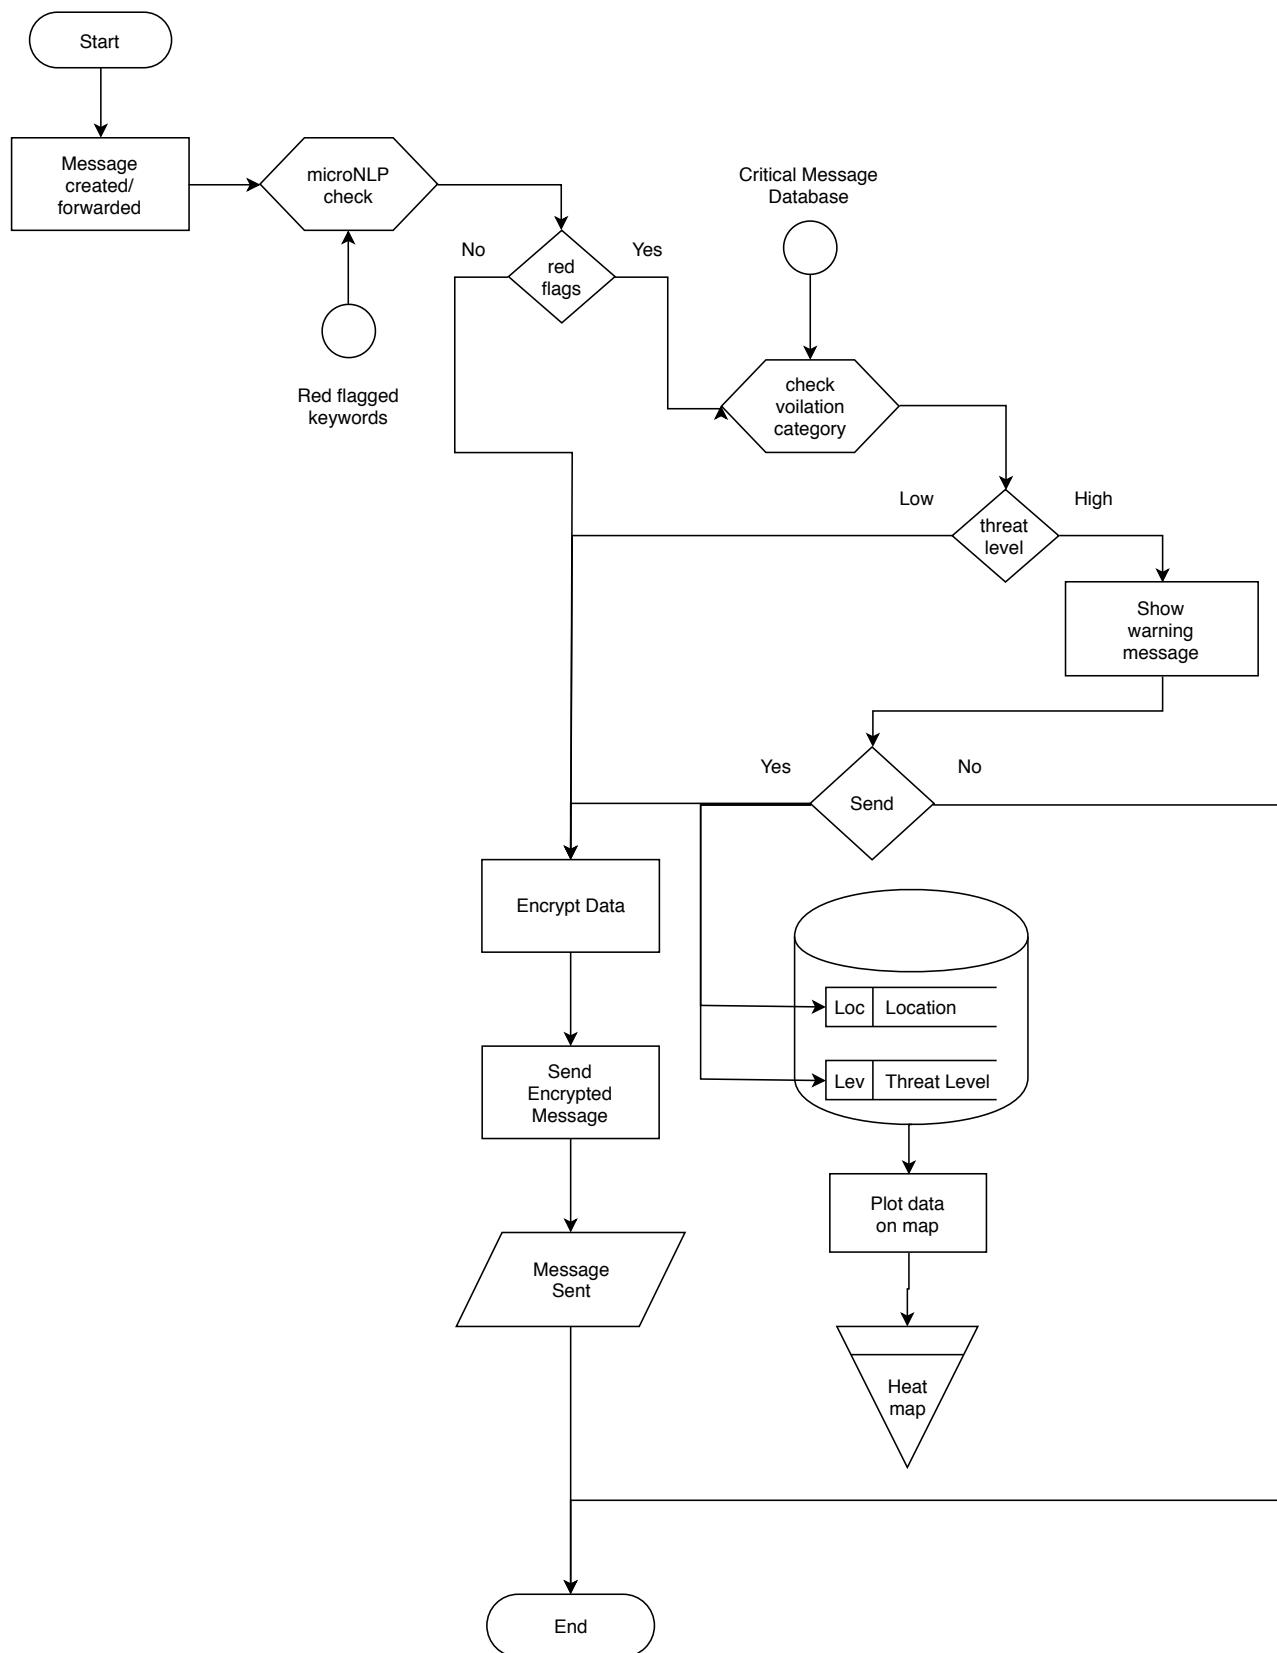 Start
Message
created/
forwarded
microNLP
check
Red flagged
keywords
No
red
flags
Yes
Critical Message
Database
check
voilation
category
Low
threat
level
High
Show
warning
message
Yes
Send
No
Encrypt Data
Loc
Location
Send
Encrypted
Message
Lev
Threat Level
Plot data
on map
Message
Sent
Heat
map
End